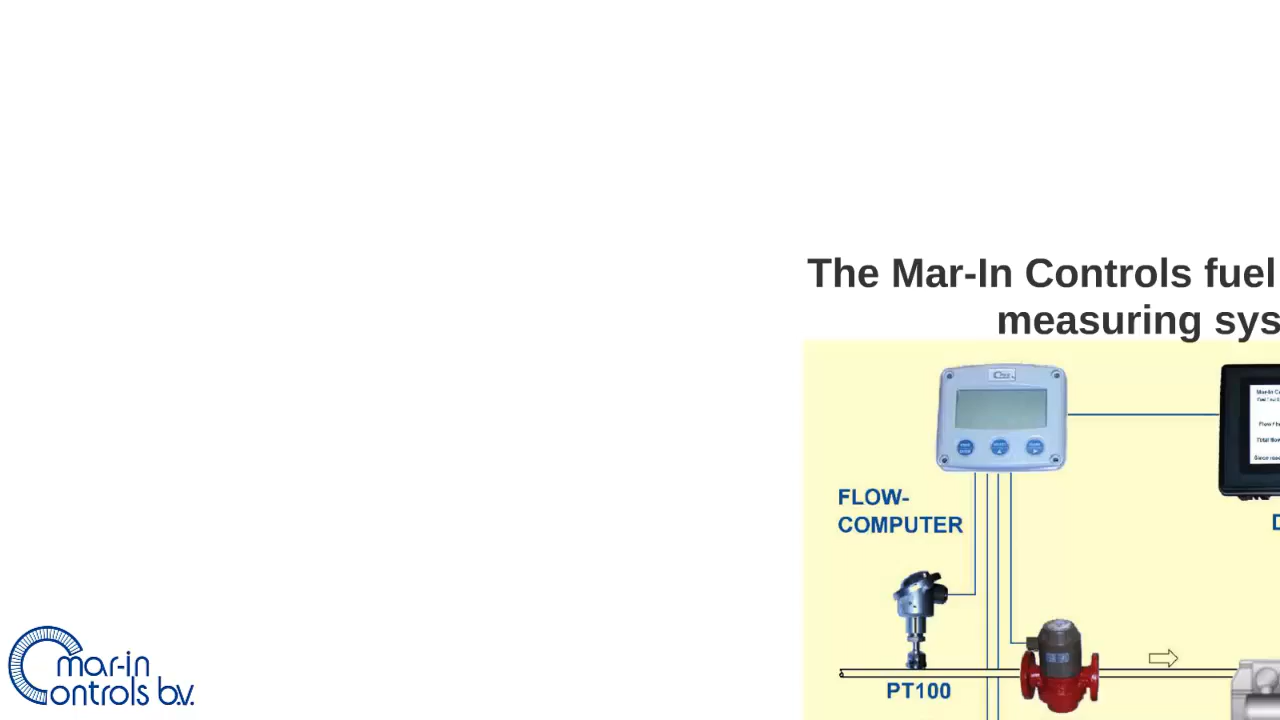 The Mar-In Controls fuel
measuring sys
FLOW-
COMPUTER
D
PT100
mar-in
Controls b.v.